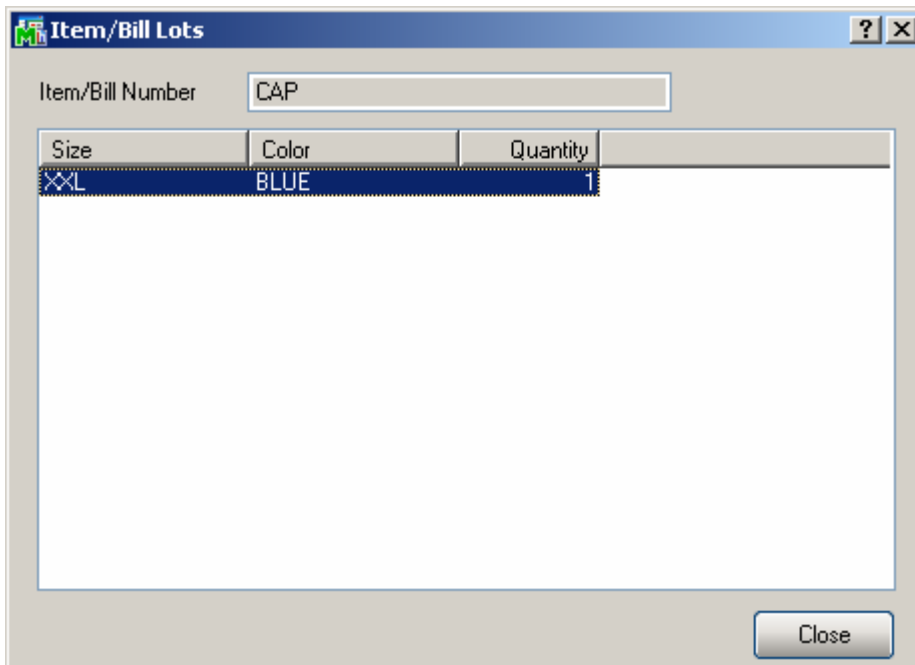 Item/Bill Lots
Item/Bill Number CAP
Size Color Quantity
XXL BLUE 1
Close